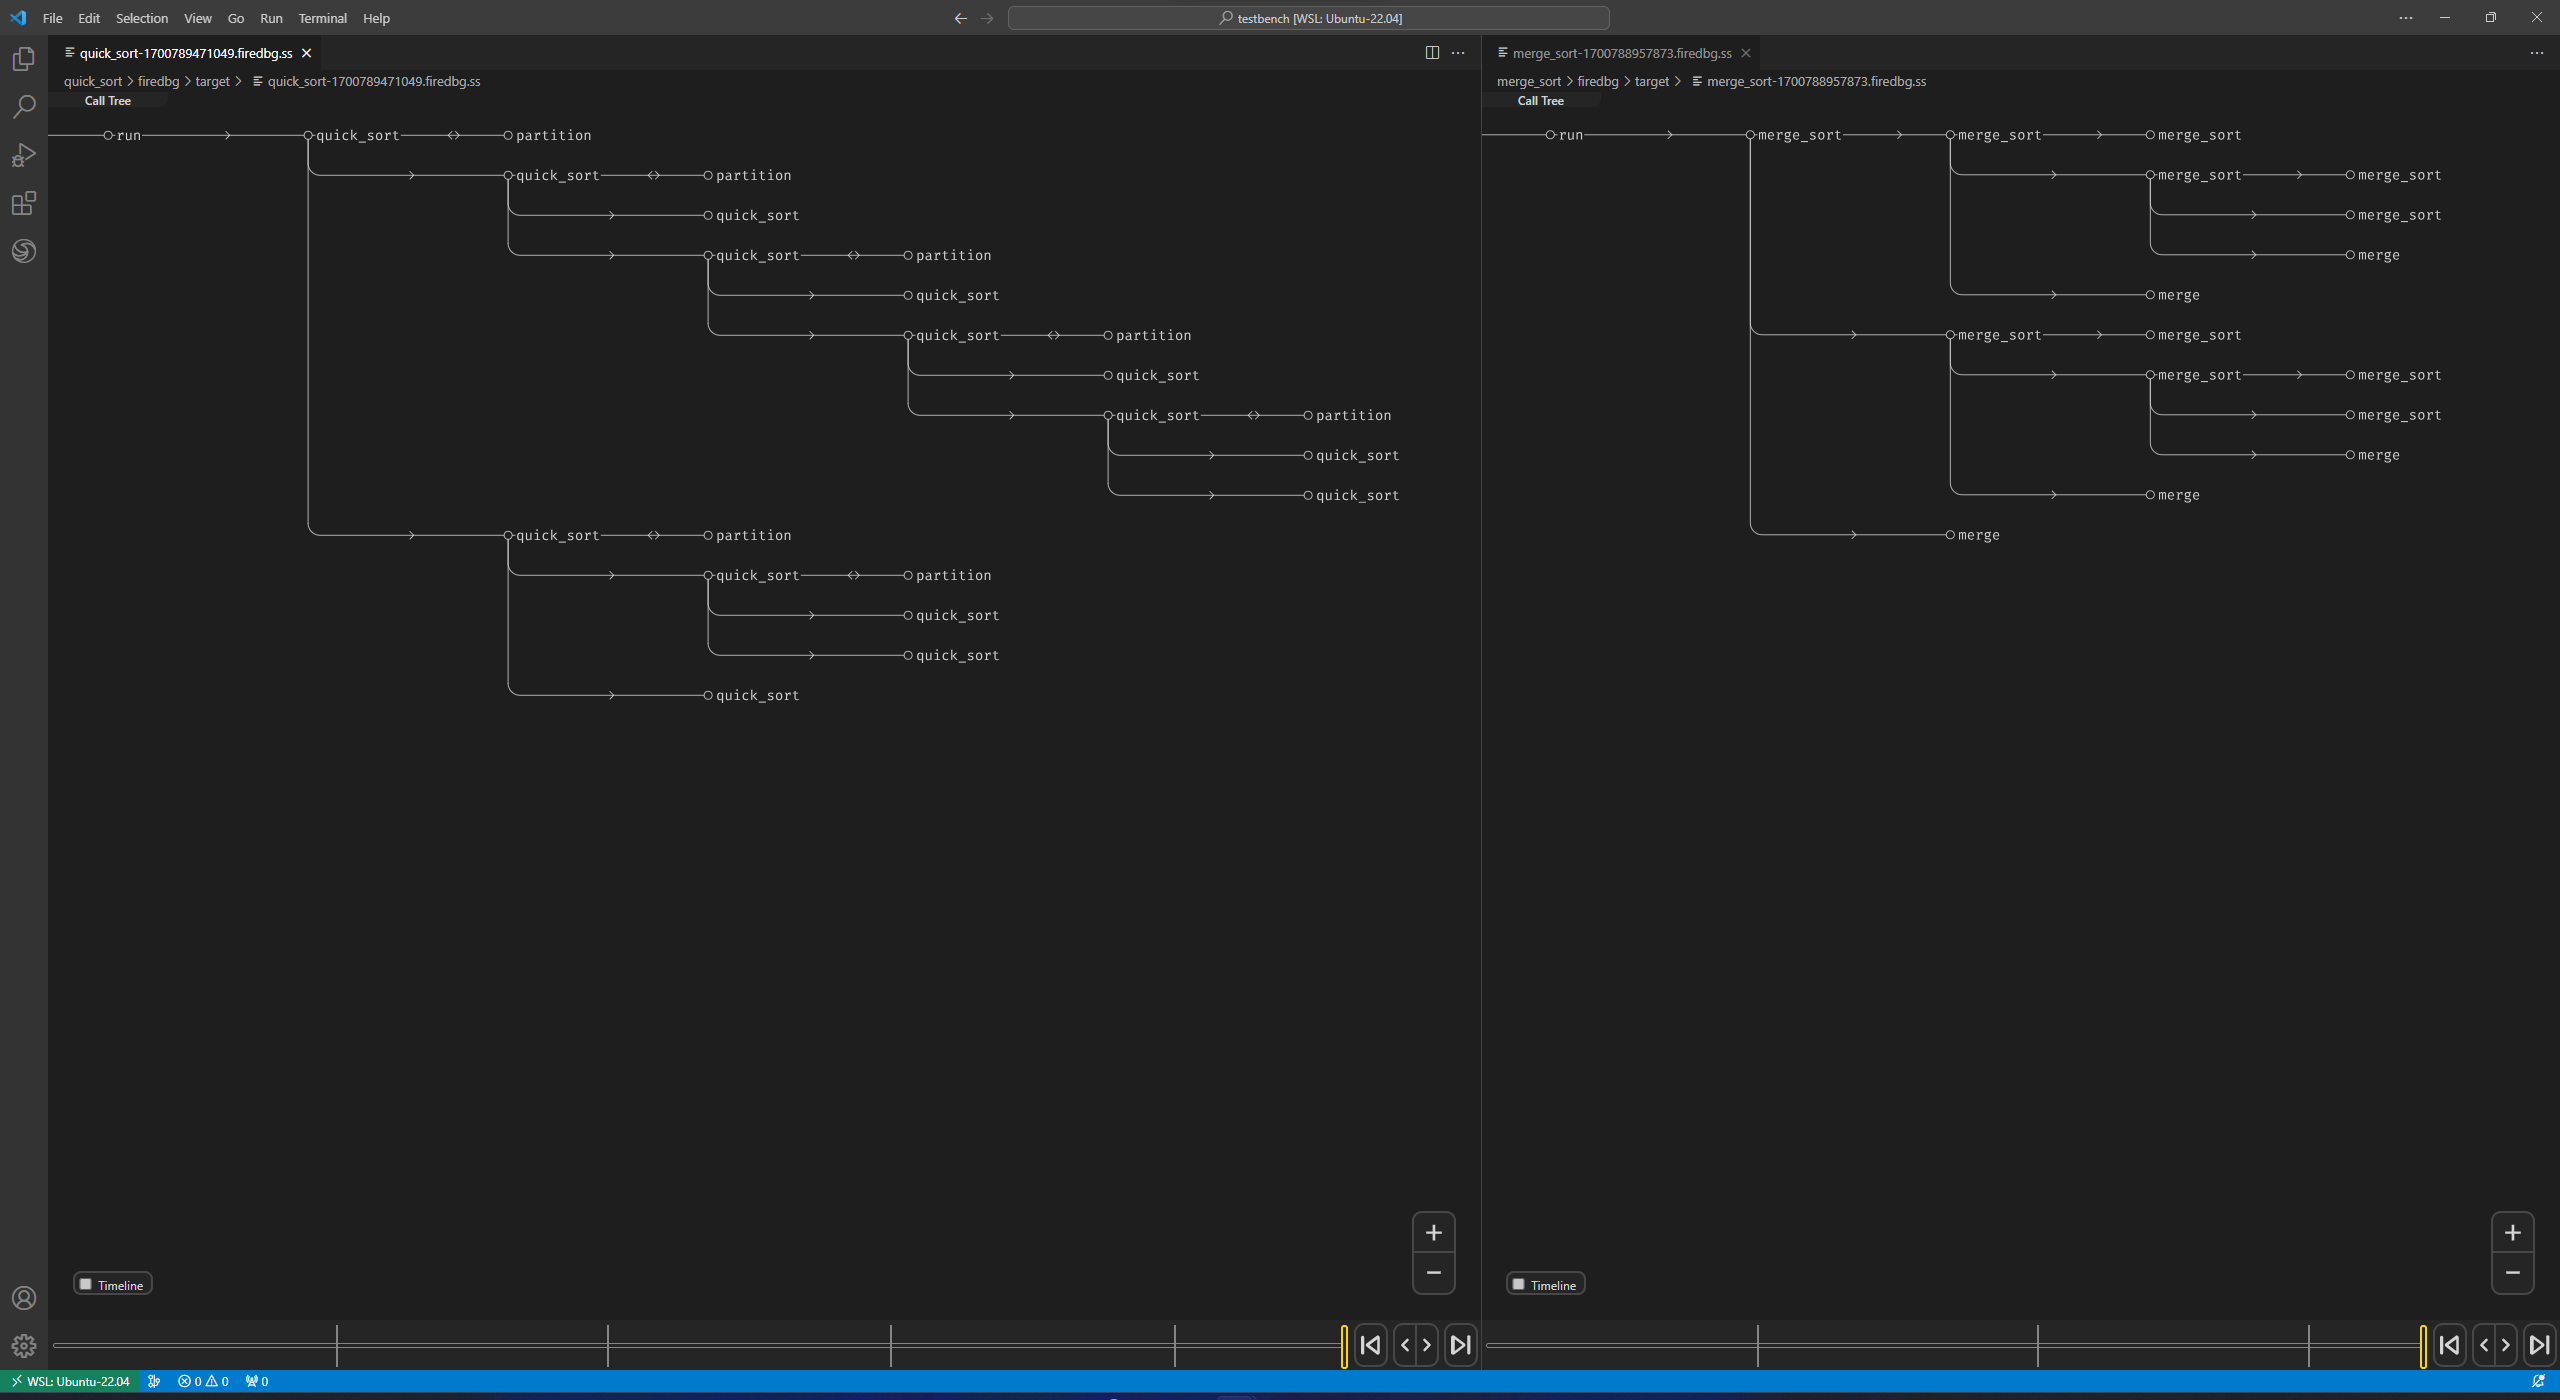 File Edit Selection View Go Run Terminal Help
testbench [WSL: Ubuntu-22.04]
quick_sort-1700789471049.firedbg.ss
quick_sort > firedbg > target > quick_sort-1700789471049.firedbg.ss
Call Tree
run quick_sort partition
quick_sort partition
quick_sort
quick_sort partition
quick_sort
quick_sort partition
quick_sort
quick_sort partition
quick_sort
quick_sort
quick_sort partition
quick_sort partition
quick_sort
quick_sort
quick_sort
Timeline
merge_sort-1700788957873.firedbg.ss
merge_sort > firedbg > target > merge_sort-1700788957873.firedbg.ss
Call Tree
run merge_sort merge_sort merge_sort
merge_sort merge_sort
merge_sort
merge
merge
merge_sort merge_sort
merge_sort merge_sort
merge_sort
merge
merge
merge
Timeline
WSL: Ubuntu-22.04 0 0 0